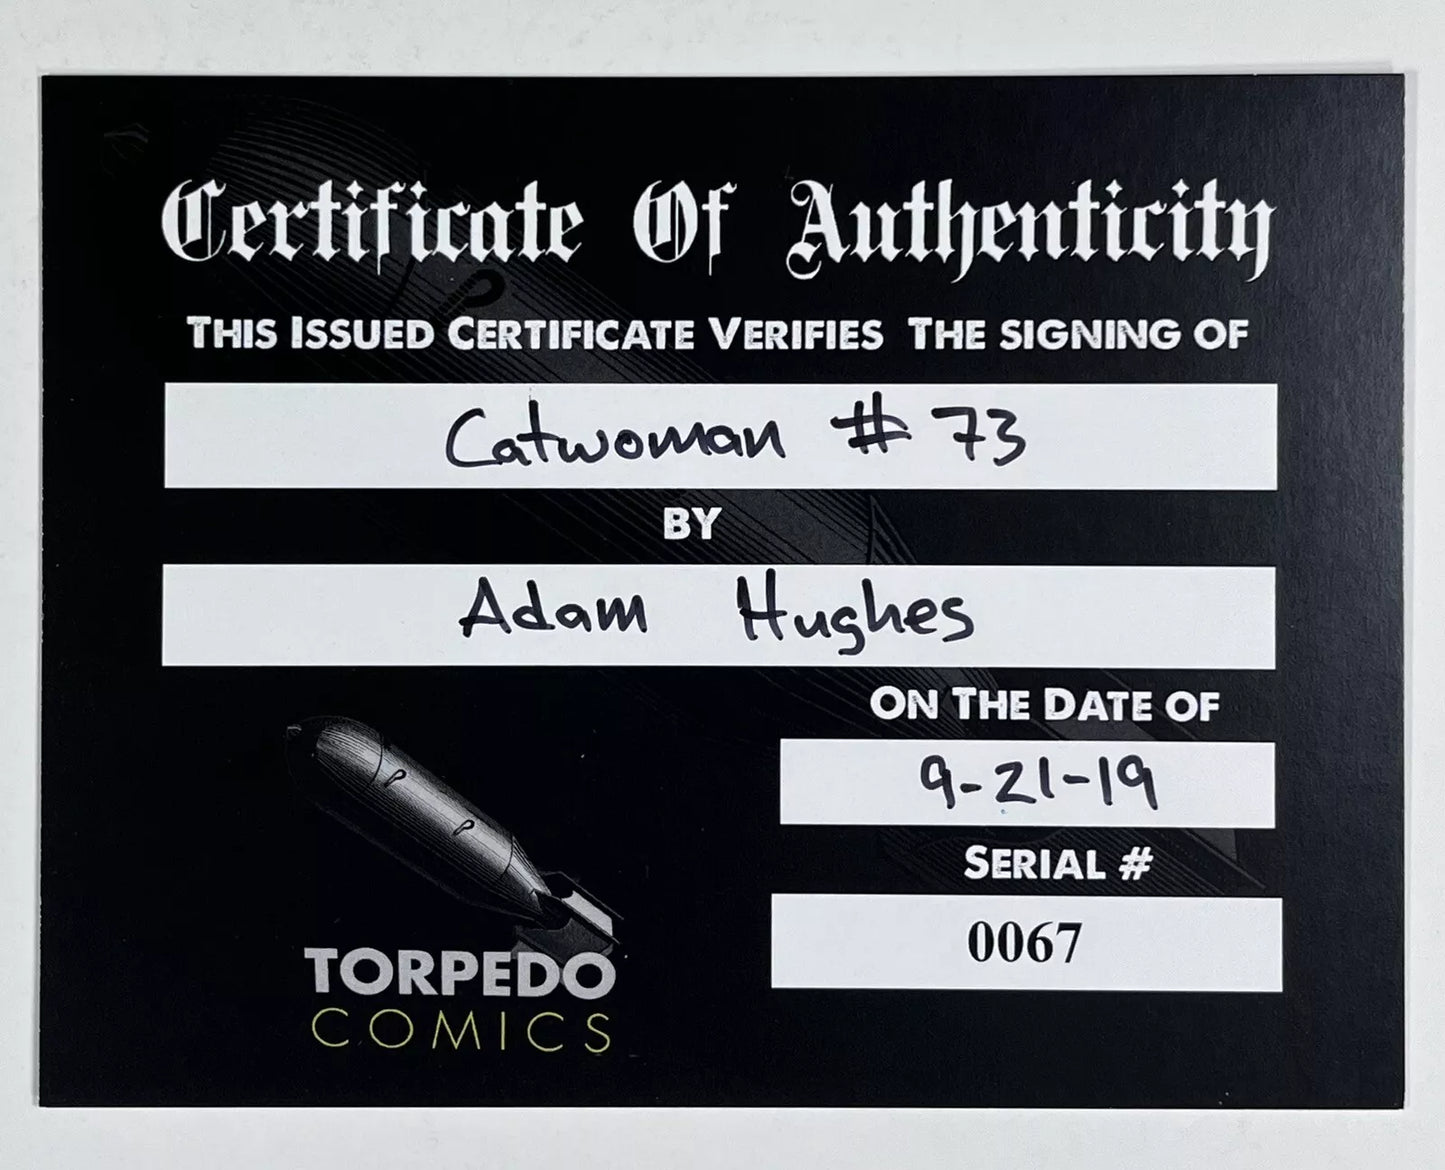 Certificate Of Authenticity
THIS ISSUED CERTIFICATE VERIFIES THE SIGNING OF
Catwoman # 73
BY
Adam Hughes
ON THE DATE OF
9-21-19
SERIAL #
0067
TORPEDO
COMICS